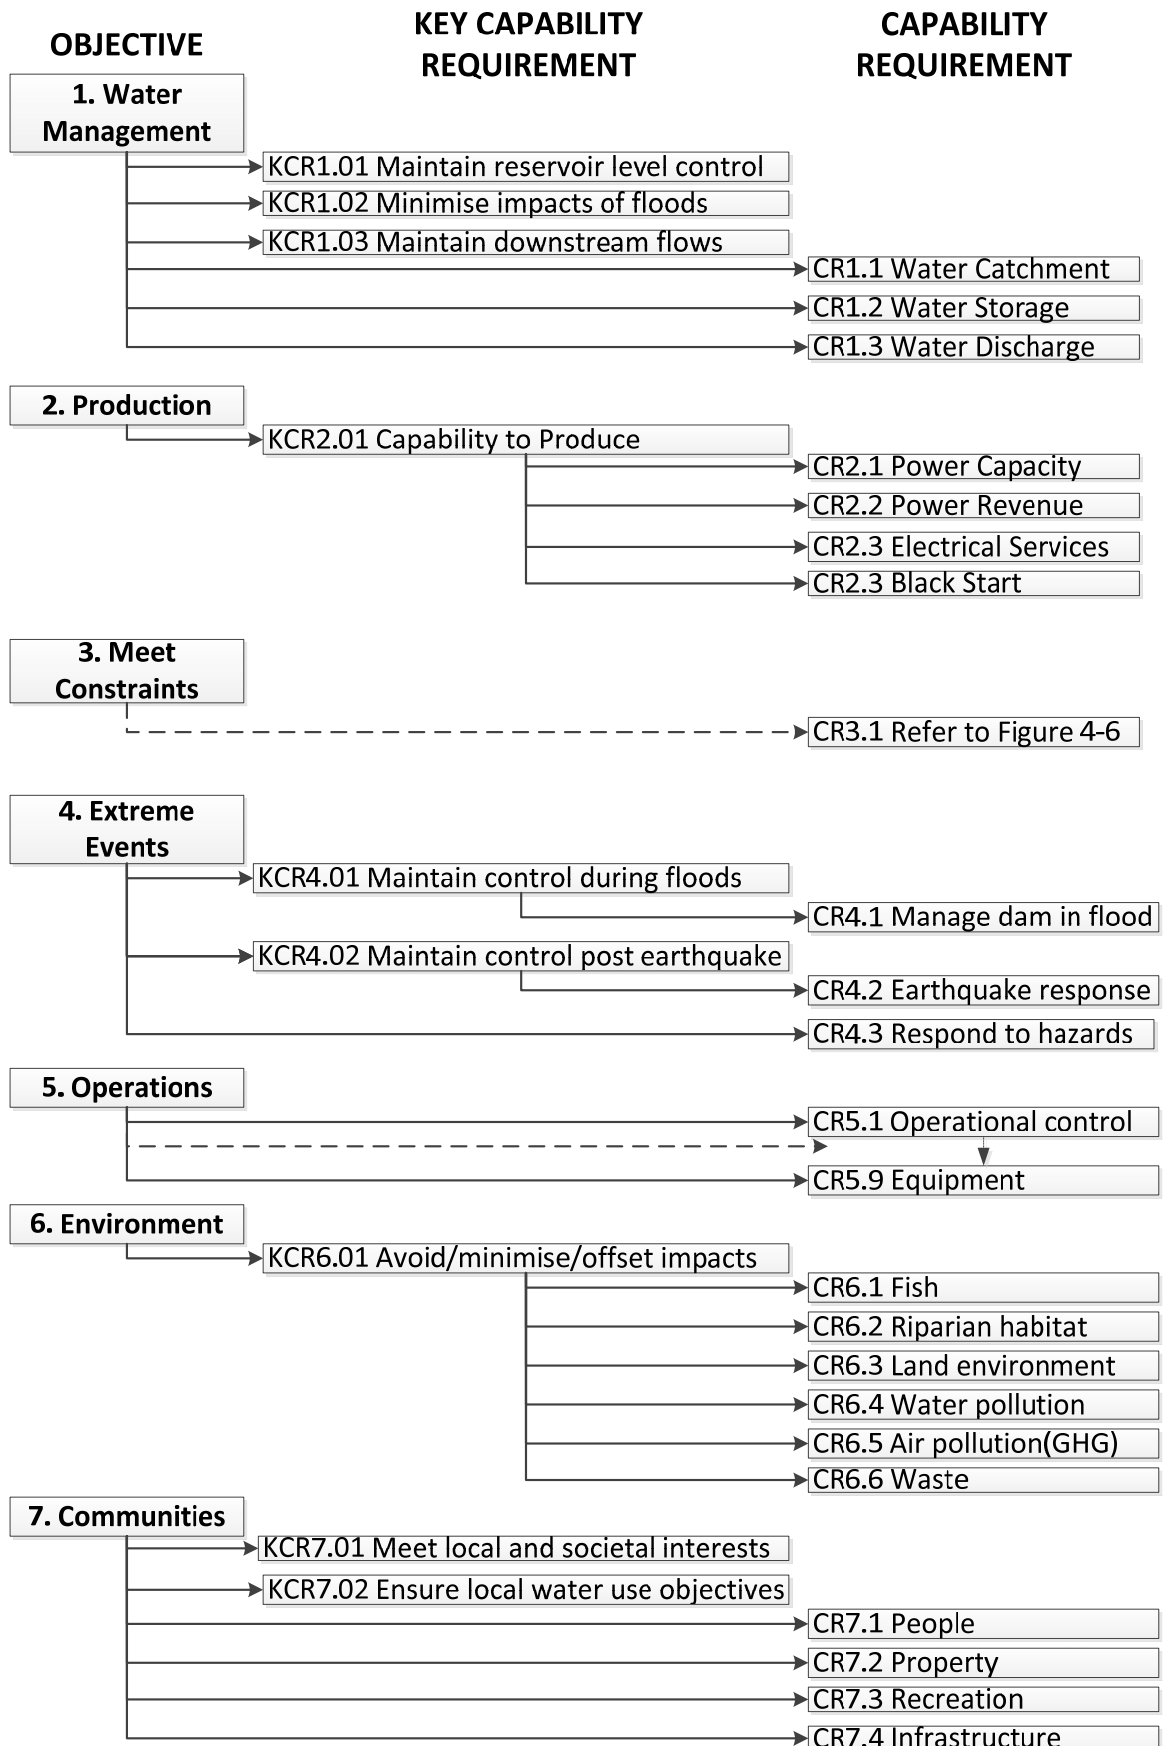 OBJECTIVE
KEY CAPABILITY
REQUIREMENT
CAPABILITY
REQUIREMENT
1. Water
Management
KCR1.01 Maintain reservoir level control
KCR1.02 Minimise impacts of floods
KCR1.03 Maintain downstream flows
CR1.1 Water Catchment
CR1.2 Water Storage
CR1.3 Water Discharge
2. Production
KCR2.01 Capability to Produce
CR2.1 Power Capacity
CR2.2 Power Revenue
CR2.3 Electrical Services
CR2.3 Black Start
3. Meet
Constraints
CR3.1 Refer to Figure 4-6
4. Extreme
Events
KCR4.01 Maintain control during floods
CR4.1 Manage dam in flood
KCR4.02 Maintain control post earthquake
CR4.2 Earthquake response
CR4.3 Respond to hazards
5. Operations
CR5.1 Operational control
CR5.9 Equipment
6. Environment
KCR6.01 Avoid/minimise/offset impacts
CR6.1 Fish
CR6.2 Riparian habitat
CR6.3 Land environment
CR6.4 Water pollution
CR6.5 Air pollution(GHG)
CR6.6 Waste
7. Communities
KCR7.01 Meet local and societal interests
KCR7.02 Ensure local water use objectives
CR7.1 People
CR7.2 Property
CR7.3 Recreation
CR7.4 Infrastructure